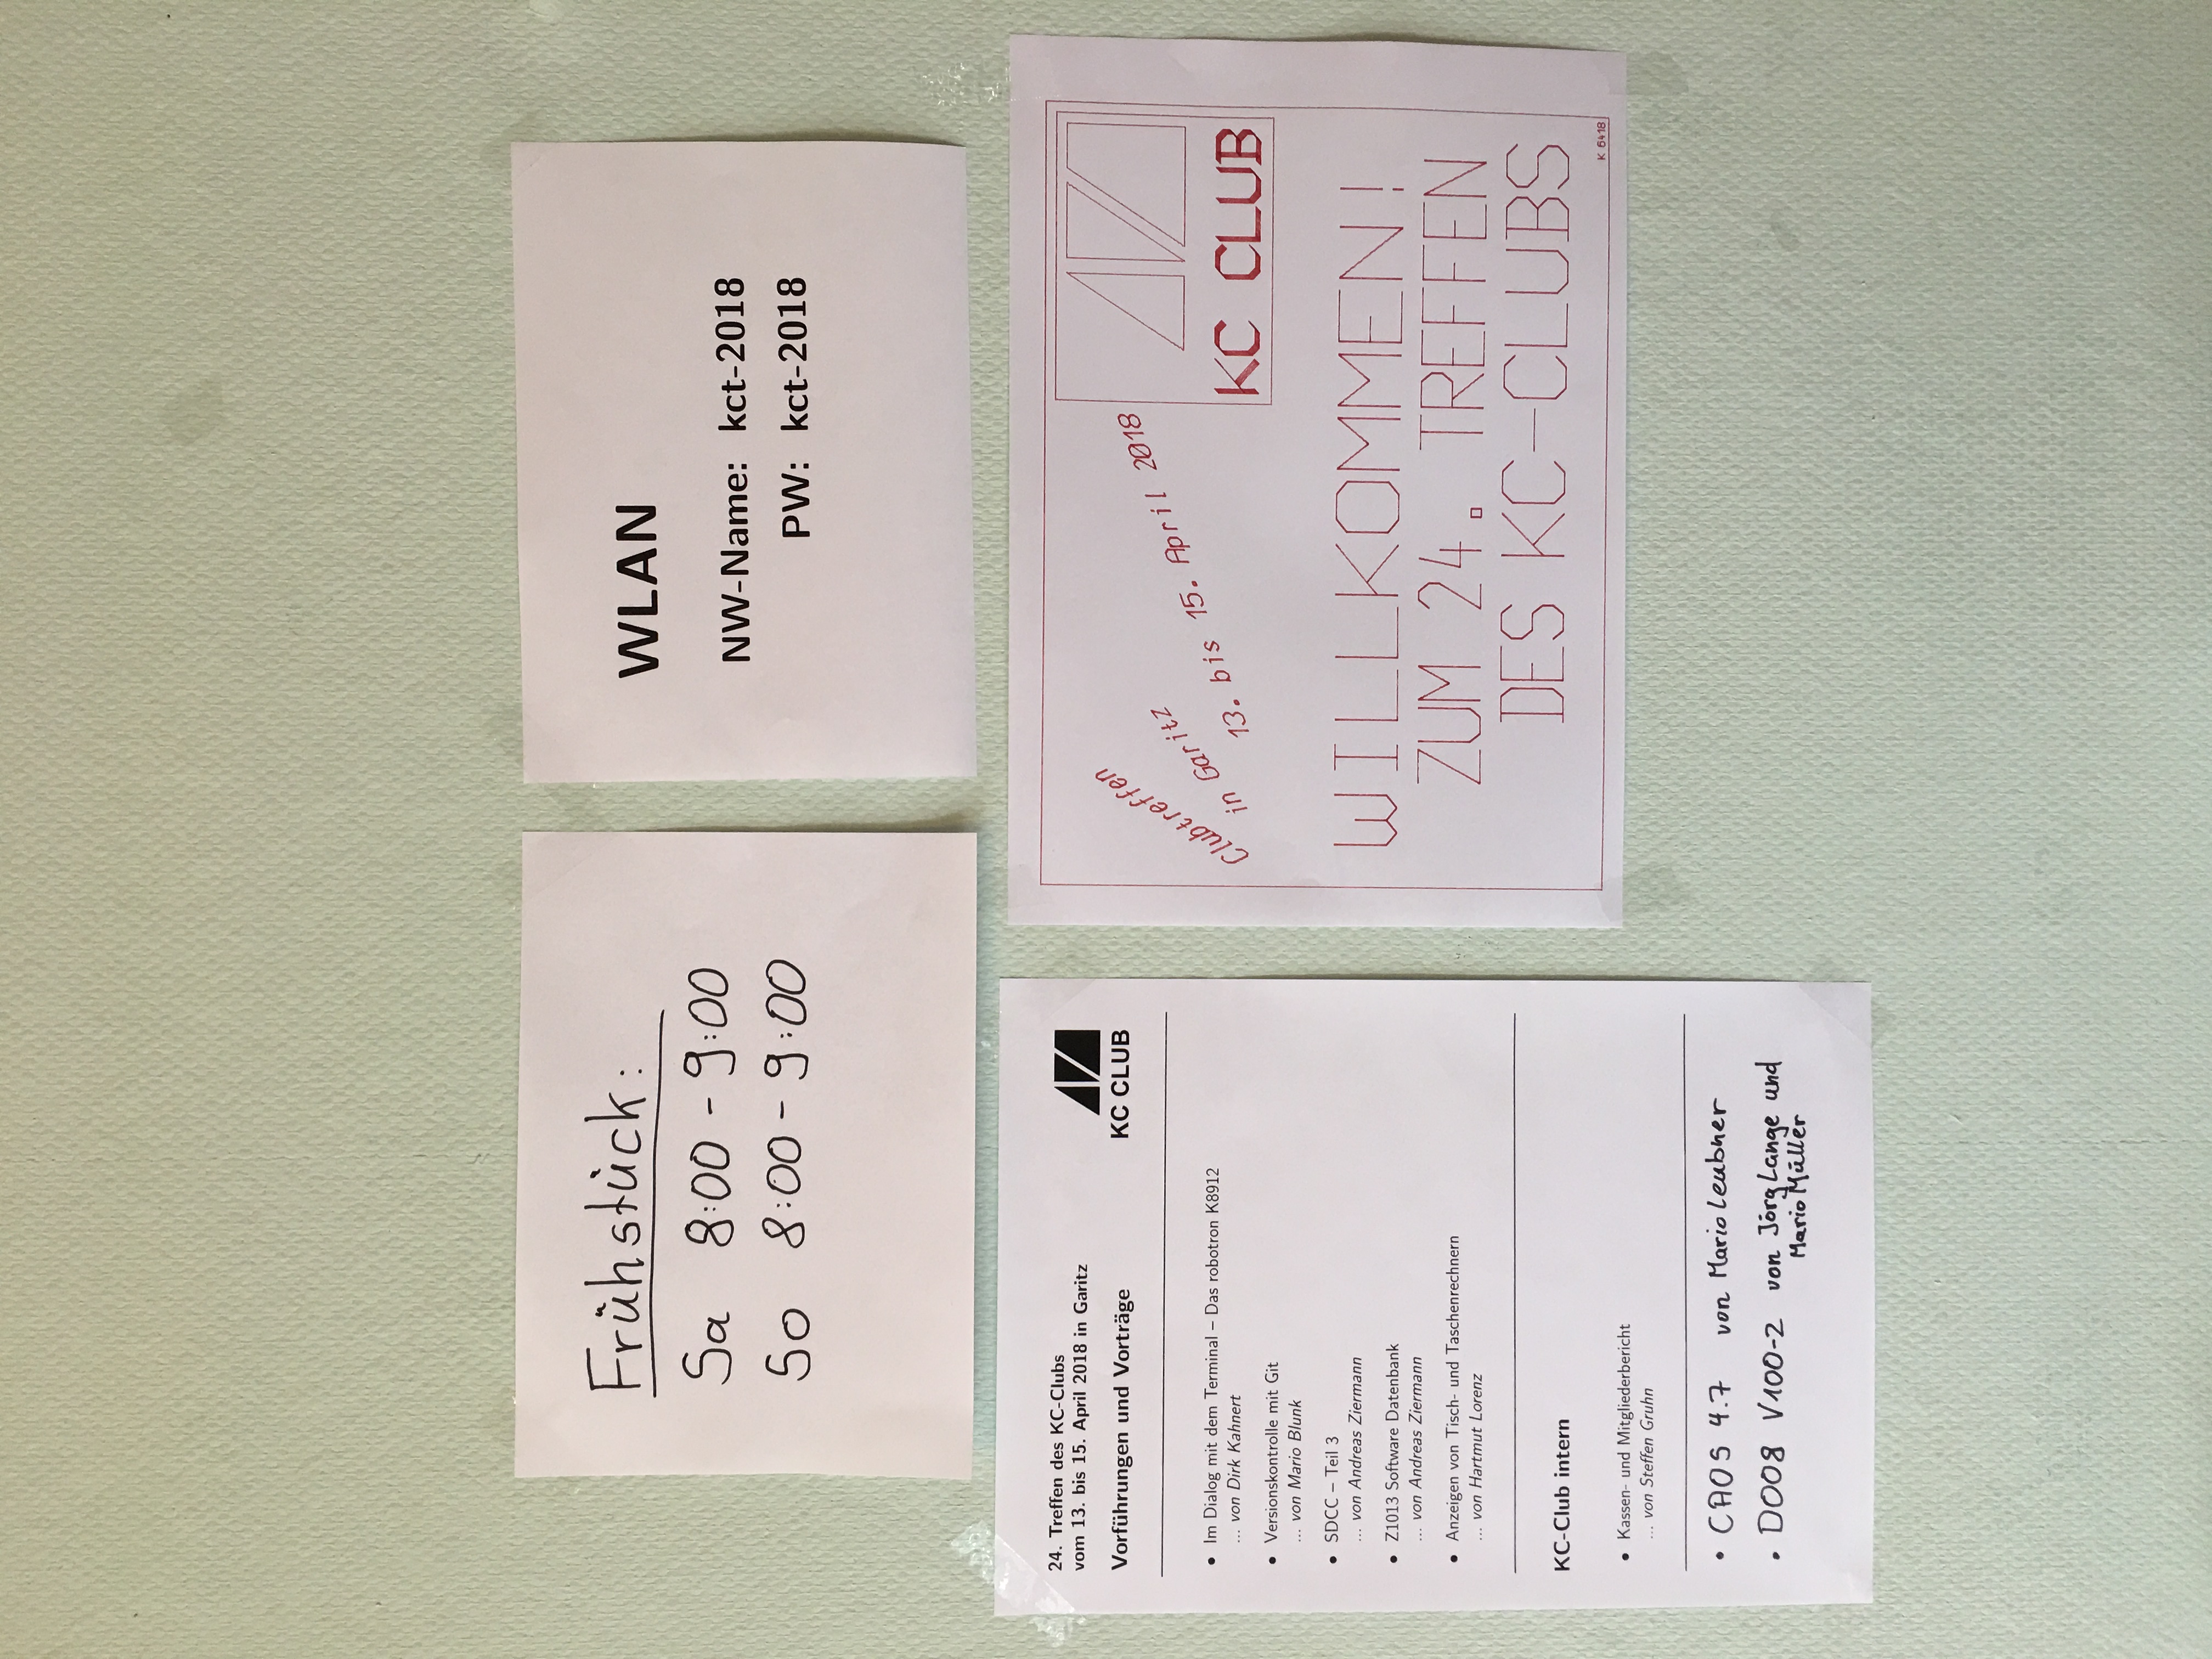 Frühstück:
Sa 8:00 - 9:00
So 8:00 - 9:00
WLAN
NW-Name: kct-2018
PW: kct-2018
24. Treffen des KC-Clubs
vom 13. bis 15. April 2018 in Garitz
Vorführungen und Vorträge
KC CLUB
• Im Dialog mit dem Terminal – Das robotron K8912
... von Dirk Kahnert
• Versionskontrolle mit Git
... von Mario Blunk
• SDCC – Teil 3
... von Andreas Ziermann
• Z1013 Software Datenbank
... von Andreas Ziermann
• Anzeigen von Tisch- und Taschenrechnern
... von Hartmut Lorenz
KC-Club intern
• Kassen- und Mitgliederbericht
... von Steffen Gruhn
• CAOS 4.7 von Mario Leubner
• D008 V100-2 von Jörg Lange und
Mario Müller
Clubtreffen
in Garitz
13. bis 15. April 2018
KC CLUB
WILLKOMMEN!
ZUM 24. TREFFEN
DES KC-CLUBS
K 6418